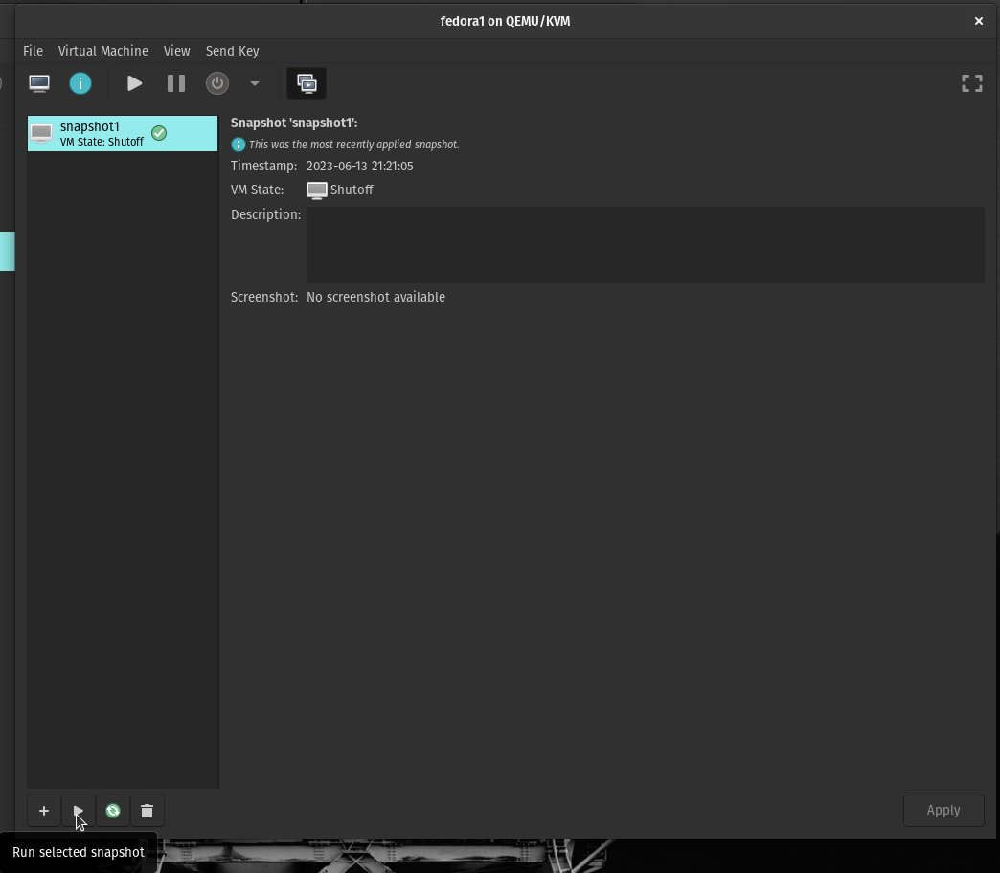 fedora1 on QEMU/KVM
File Virtual Machine View Send Key
snapshot1
VM State: Shutoff
Snapshot 'snapshot1':
This was the most recently applied snapshot.
Timestamp: 2023-06-13 21:21:05
VM State: Shutoff
Description:
Screenshot: No screenshot available
Apply
Run selected snapshot